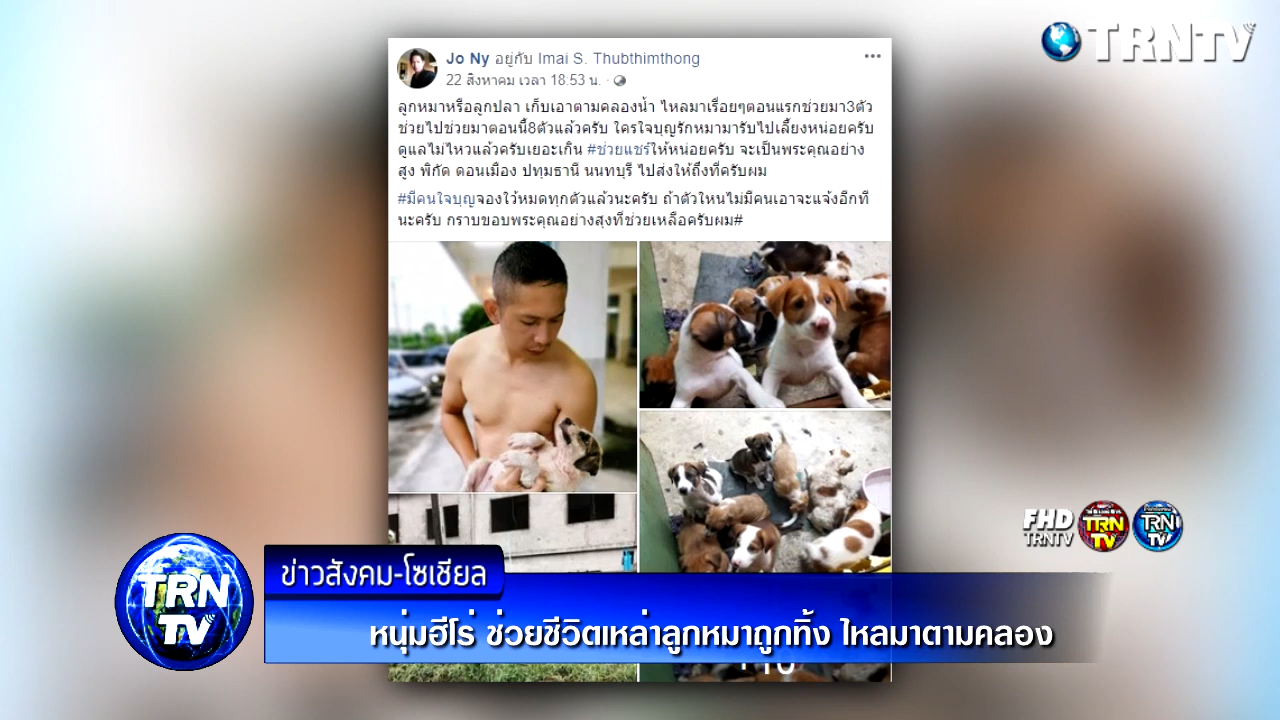 TRNTV
Jo Ny อยู่กับ Imai S. Thubthimthong
22 สิงหาคม เวลา 18:53 น. ·
ลูกหมาหรือลูกปลา เก็บเอาตามคลองน้ำ ไหลมาเรื่อยๆตอนแรกช่วยมา3ตัว
ช่วยไปช่วยมาตอนนี้8ตัวแล้วครับ ใครใจบุญรักหมามารับไปเลี้ยงหน่อยครับ
ดูแลไม่ไหวแล้วครับเยอะเกิน #ช่วยแชร์ให้หน่อยครับ จะเป็นพระคุณอย่าง
สูง พิกัด ดอนเมือง ปทุมธานี นนทบุรี ไปส่งให้ถึงที่ครับผม
#มีคนใจบุญจองใว้หมดทุกตัวแล้วนะครับ ถ้าตัวใหนไม่มีคนเอาจะแจ้งอีกที
นะครับ กราบขอบพระคุณอย่างสุงที่ช่วยเหลือครับผม#
FHD
TRNTV
TRN
TV
TRN
TV
TRN
TV
ข่าวสังคม-โซเชียล
หนุ่มฮีโร่ ช่วยชีวิตเหล่าลูกหมาถูกทิ้ง ไหลมาตามคลอง